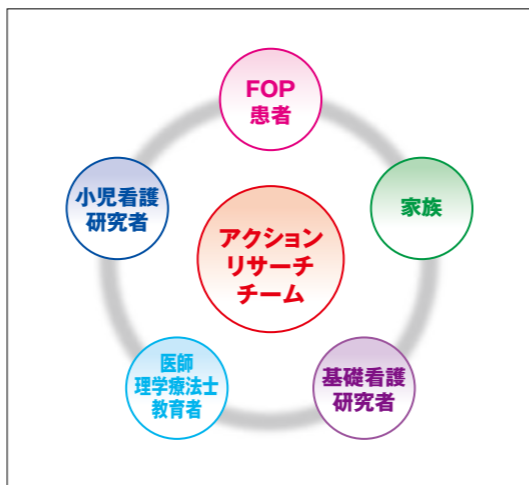 FOP
患者
小児看護
研究者
家族
アクション
リサーチ
チーム
医師
理学療法士
教育者
基礎看護
研究者